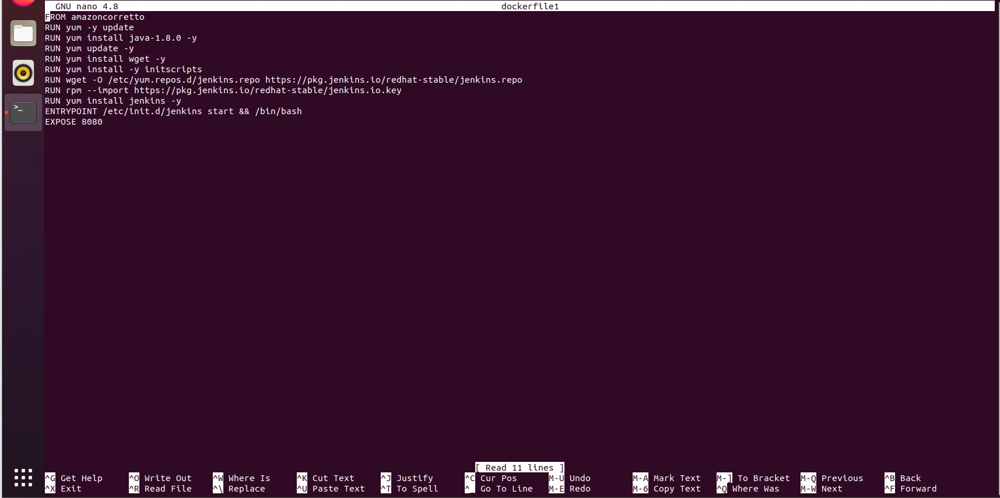 GNU nano 4.8 dockerfile1
FROM amazoncorretto
RUN yum -y update
RUN yum install java-1.8.0 -y
RUN yum update -y
RUN yum install wget -y
RUN yum install -y initscripts
RUN wget -O /etc/yum.repos.d/jenkins.repo https://pkg.jenkins.io/redhat-stable/jenkins.repo
RUN rpm --import https://pkg.jenkins.io/redhat-stable/jenkins.io.key
RUN yum install jenkins -y
ENTRYPOINT /etc/init.d/jenkins start && /bin/bash
EXPOSE 8080
>_
[ Read 11 lines ]
^G Get Help ^O Write Out ^W Where Is ^K Cut Text ^J Justify ^C Cur Pos M-U Undo M-A Mark Text M-] To Bracket M-Q Previous ^B Back
^X Exit ^R Read File ^\ Replace ^U Paste Text ^T To Spell ^_ Go To Line M-E Redo M-6 Copy Text ^Q Where Was M-W Next ^F Forward